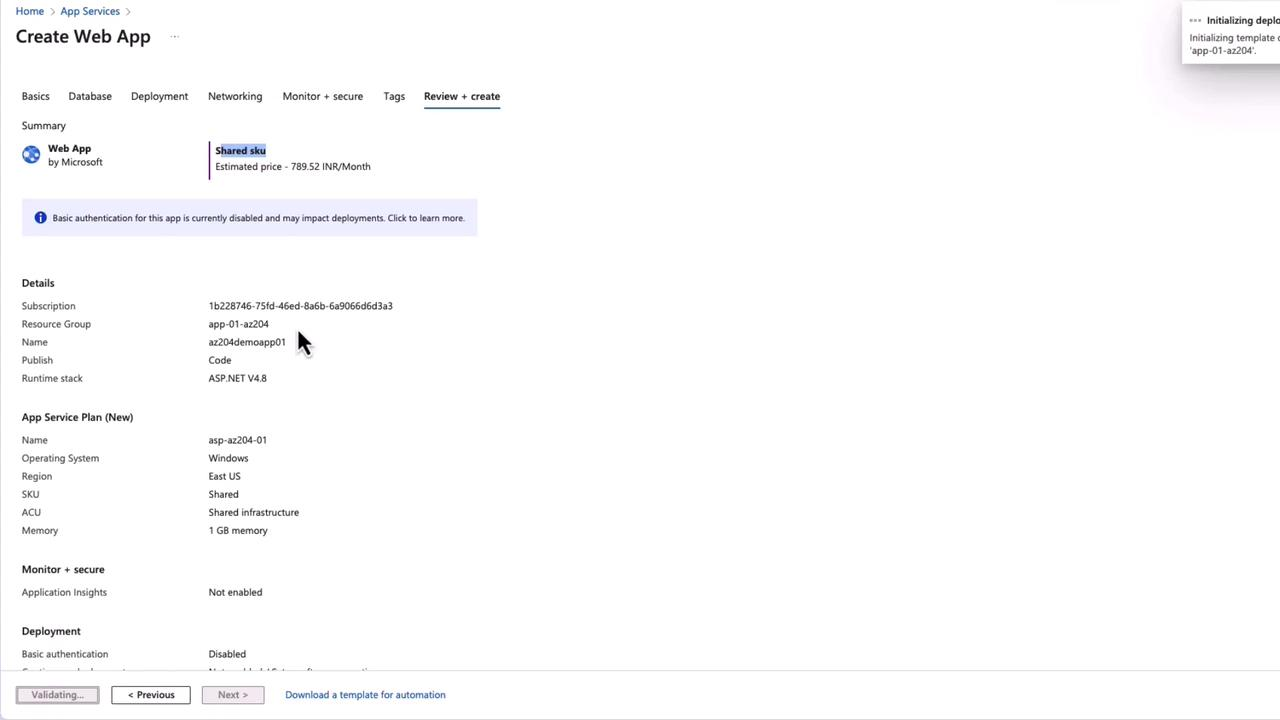 Home > App Services >
Create Web App ...
Initializing deplo
Initializing template
'app-01-az204'.
Basics Database Deployment Networking Monitor + secure Tags Review + create
Summary
Web App
by Microsoft
Shared sku
Estimated price - 789.52 INR/Month
Basic authentication for this app is currently disabled and may impact deployments. Click to learn more.
Details
Subscription 1b228746-75fd-46ed-8a6b-6a9066d6d3a3
Resource Group app-01-az204
Name az204demoapp01
Publish Code
Runtime stack ASP.NET V4.8
App Service Plan (New)
Name asp-az204-01
Operating System Windows
Region East US
SKU Shared
ACU Shared infrastructure
Memory 1 GB memory
Monitor + secure
Application Insights Not enabled
Deployment
Basic authentication Disabled
Validating... < Previous Next > Download a template for automation